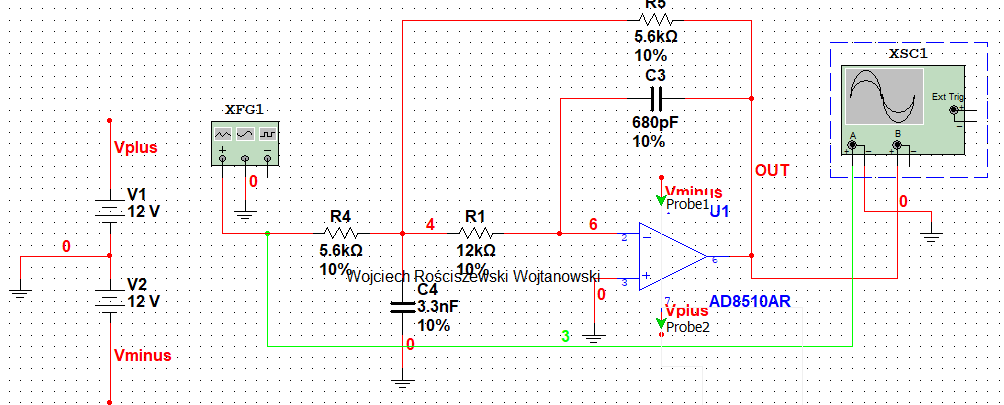 R5
5.6kΩ
10%
C3
680pF
10%
XSC1
Ext Trig
+
−
A
B
+ − + −
XFG1
+ −
0
Vplus
V1
12 V
0
V2
12 V
Vminus
R4
5.6kΩ
10%
4
R1
12kΩ
10%
6
Wojciech Rościszewski Wojtanowski
C4
3.3nF
10%
0
3
OUT
Vminus
Probe1
U1
2
−
6
+
3
0
7
AD8510AR
Vplus
Probe2
0